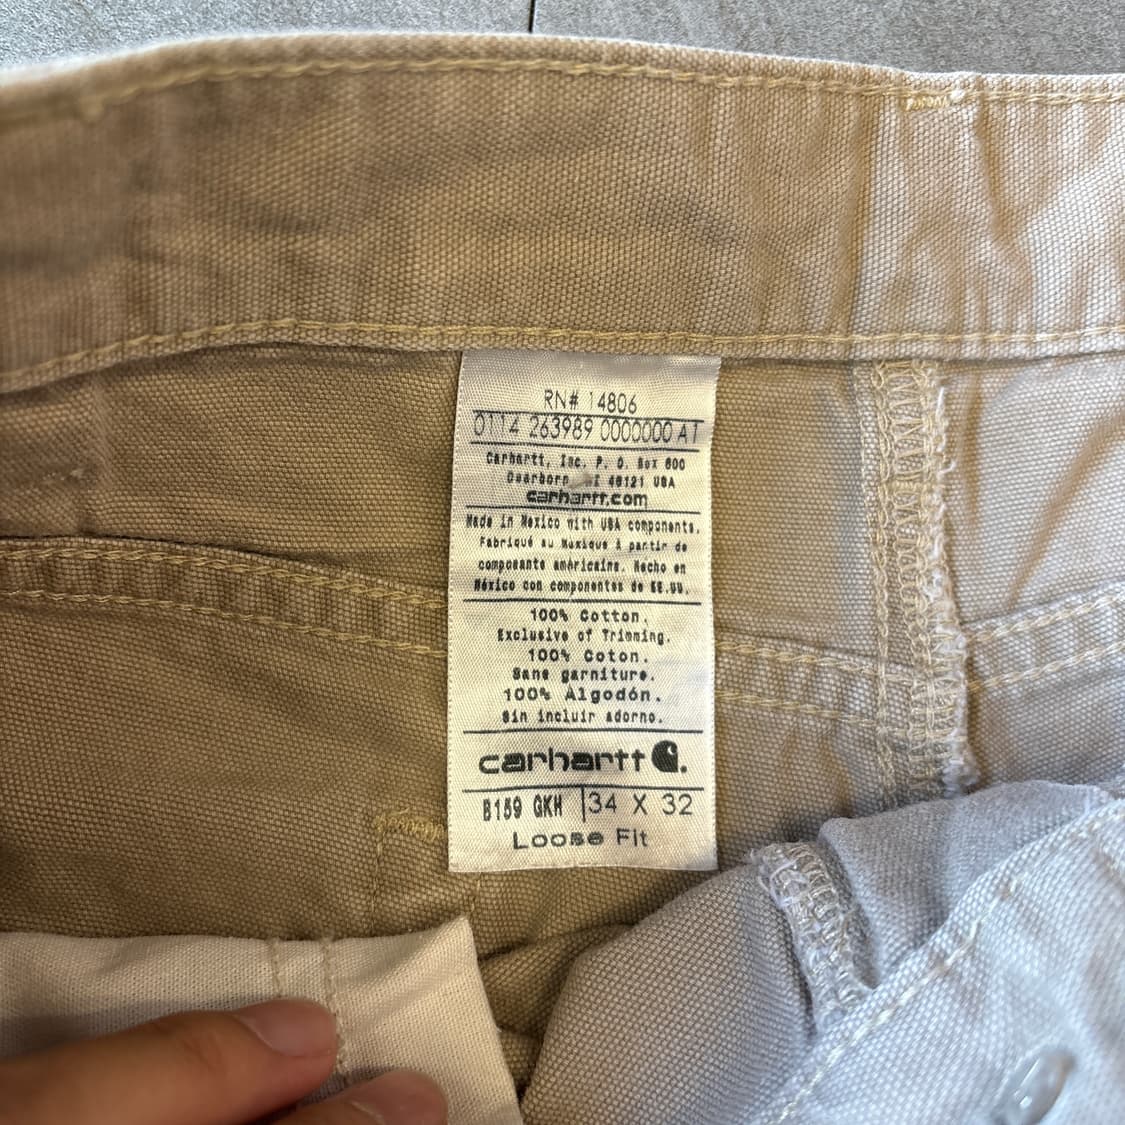 RN# 14806
0114 263989 0000000 AT
Carhartt, Inc. P. O. Box 600
Dearborn MI 48121 USA
carhartt.com
Made in Mexico with USA components.
Fabriqué au Mexique à partir de
composants américains. Hecho en
México con componentes de EE.UU.
100% Cotton.
Exclusive of Trimming.
100% Coton.
Sans garniture.
100% Algodón.
Sin incluir adorno.
carhartt
B159 GKH 34 X 32
Loose Fit